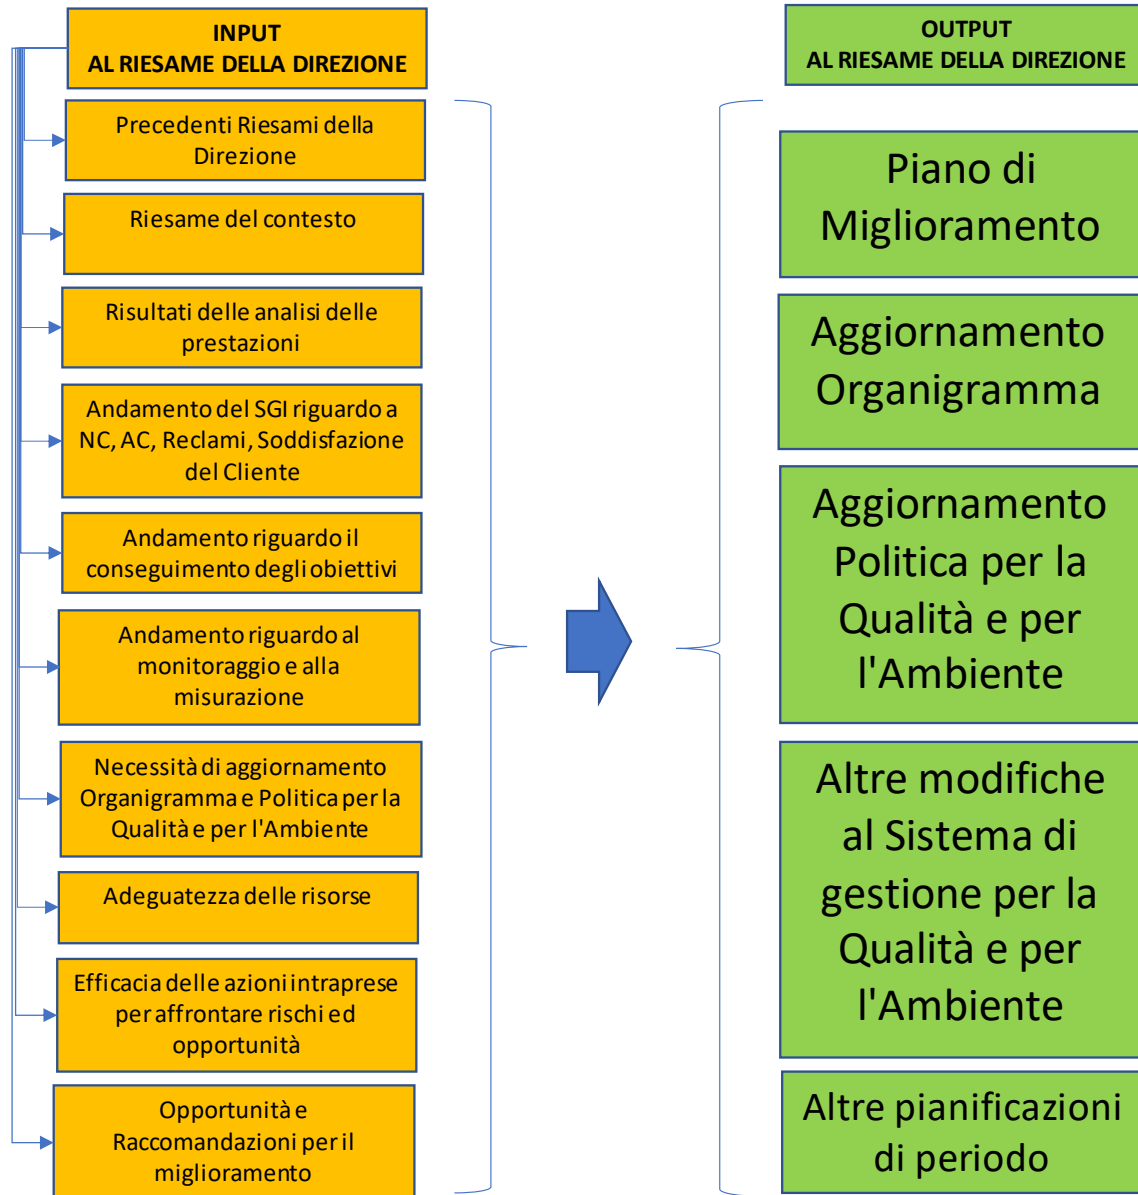 INPUT
AL RIESAME DELLA DIREZIONE
Precedenti Riesami della
Direzione
Riesame del contesto
Risultati delle analisi delle
prestazioni
Andamento del SGI riguardo a
NC, AC, Reclami, Soddisfazione
del Cliente
Andamento riguardo il
conseguimento degli obiettivi
Andamento riguardo al
monitoraggio e alla
misurazione
Necessità di aggiornamento
Organigramma e Politica per la
Qualità e per l'Ambiente
Adeguatezza delle risorse
Efficacia delle azioni intraprese
per affrontare rischi ed
opportunità
Opportunità e
Raccomandazioni per il
miglioramento
OUTPUT
AL RIESAME DELLA DIREZIONE
Piano di
Miglioramento
Aggiornamento
Organigramma
Aggiornamento
Politica per la
Qualità e per
l'Ambiente
Altre modifiche
al Sistema di
gestione per la
Qualità e per
l'Ambiente
Altre pianificazioni
di periodo